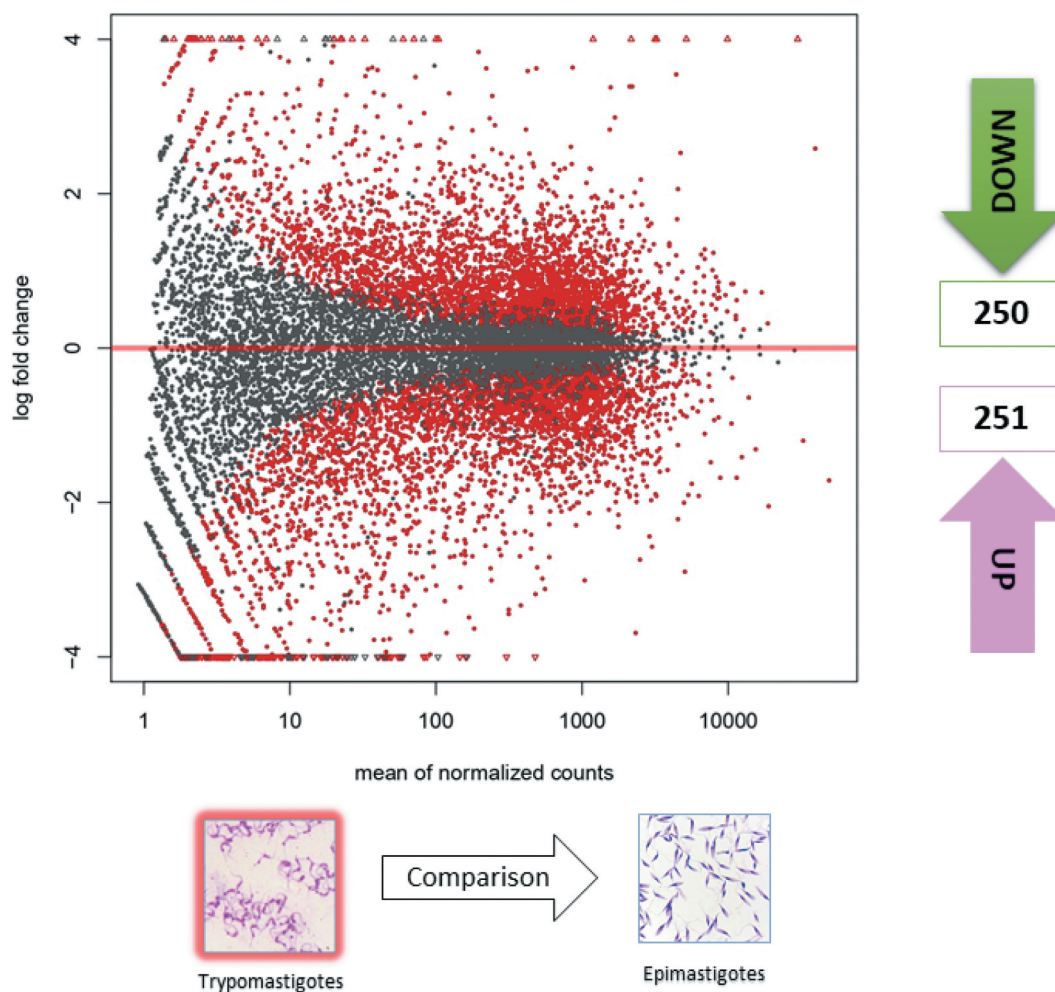 4
2
0
-2
-4
log fold change
1 10 100 1000 10000
mean of normalized counts
DOWN
250
251
UP
Comparison
Trypomastigotes
Epimastigotes